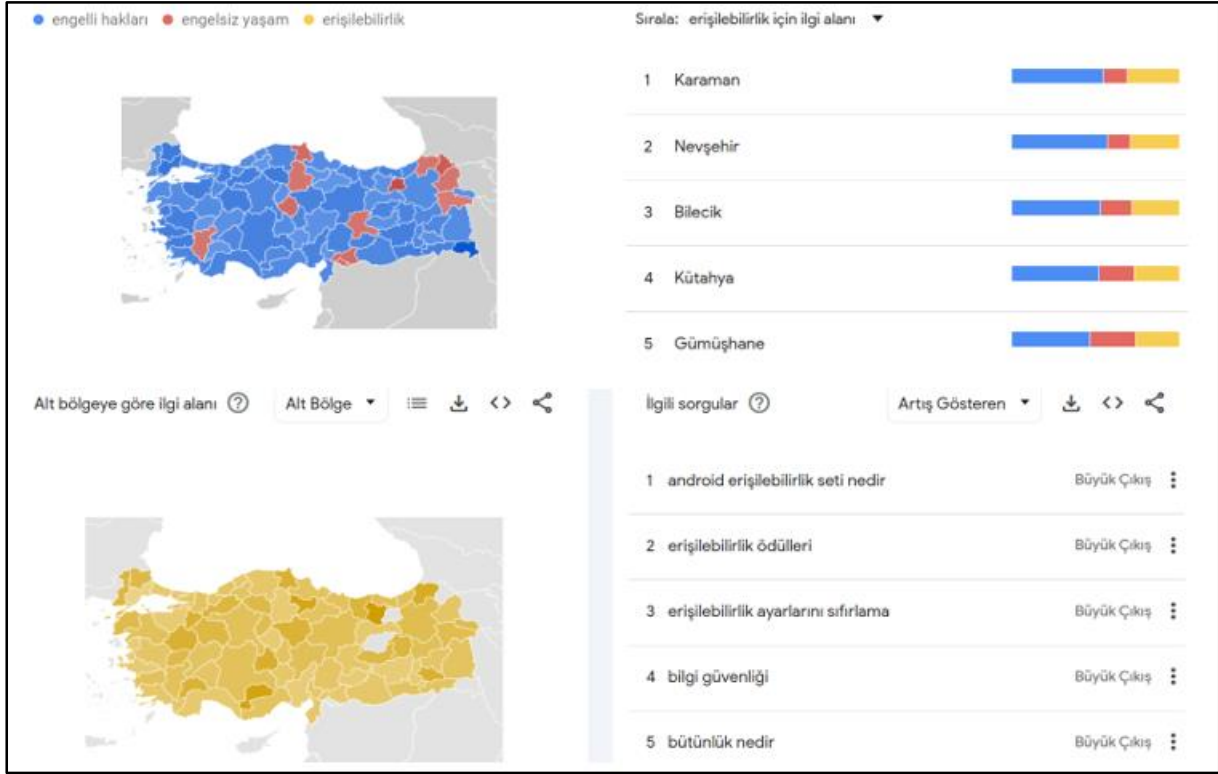 engelli hakları engelsiz yaşam erişilebilirlik
Sırala: erişilebilirlik için ilgi alanı
1 Karaman
2 Nevşehir
3 Bilecik
4 Kütahya
5 Gümüşhane
Alt bölgeye göre ilgi alanı ? Alt Bölge
İlgili sorgular ? Artış Gösteren
1 android erişilebilirlik seti nedir Büyük Çıkış
2 erişilebilirlik ödülleri Büyük Çıkış
3 erişilebilirlik ayarlarını sıfırlama Büyük Çıkış
4 bilgi güvenliği Büyük Çıkış
5 bütünlük nedir Büyük Çıkış